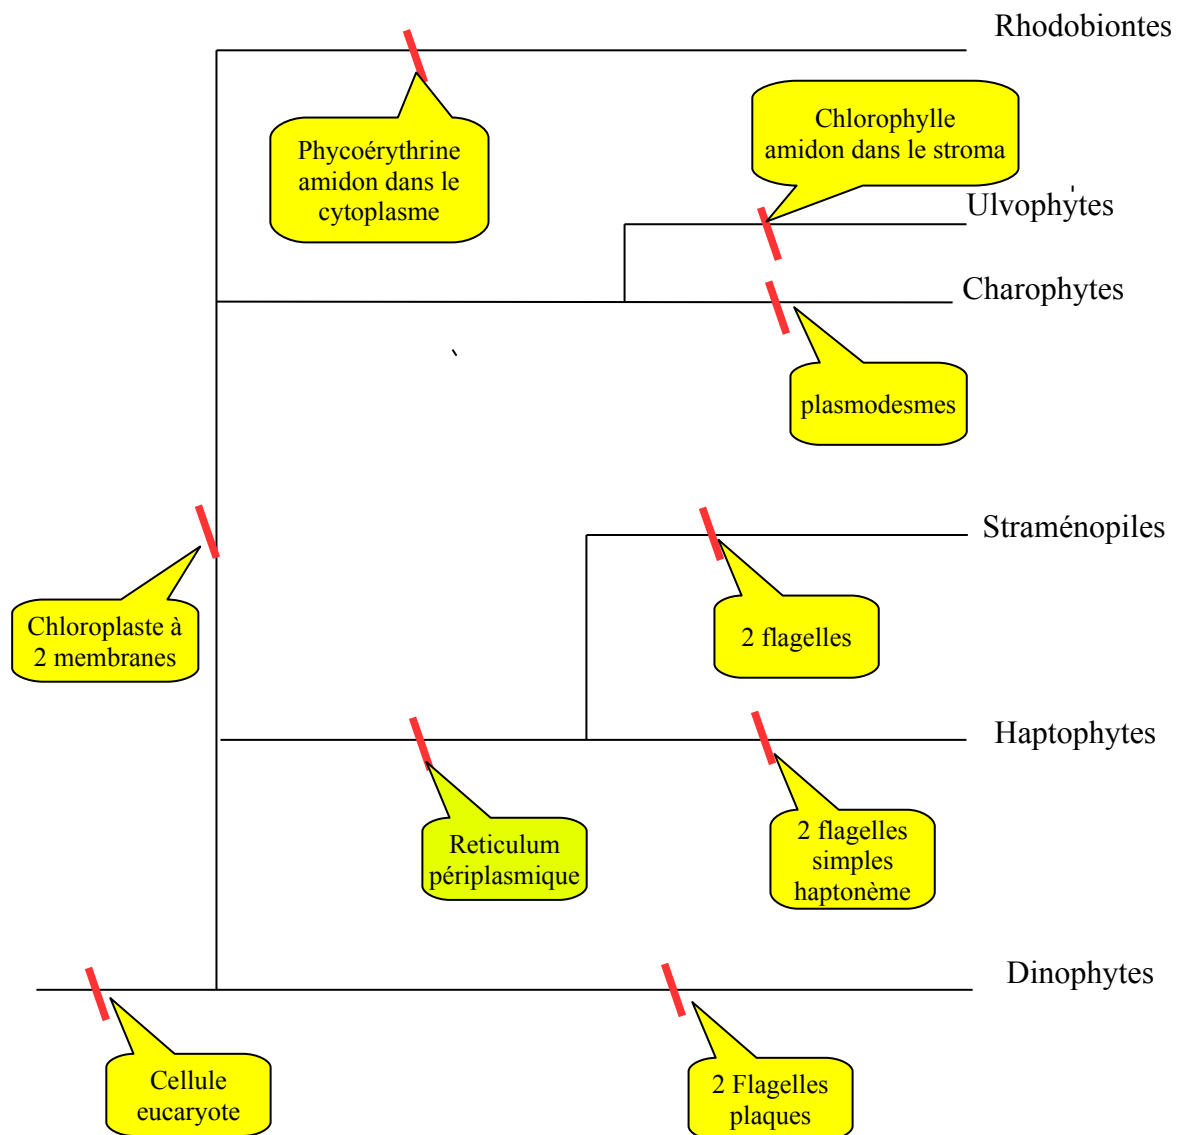 Rhodobiontes
Phycoérythrine
amidon dans le
cytoplasme
Chlorophylle
amidon dans le stroma
Ulvophytes
Charophytes
plasmodesmes
Straménopiles
2 flagelles
Chloroplaste à
2 membranes
Haptophytes
Reticulum
périplasmique
2 flagelles
simples
haptonème
Dinophytes
Cellule
eucaryote
2 Flagelles
plaques